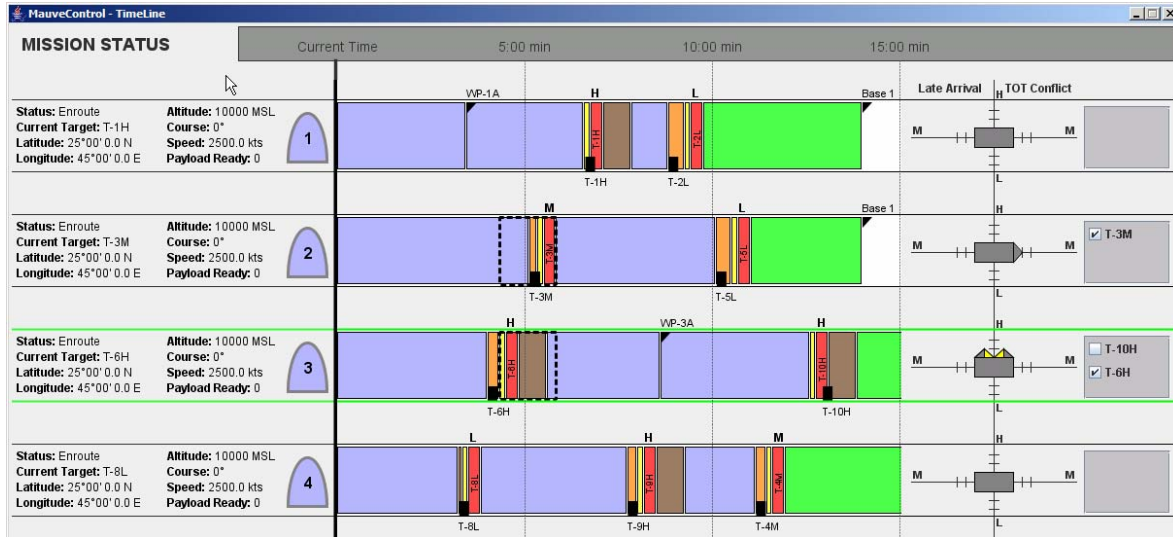 MauveControl - TimeLine
MISSION STATUS
Current Time 5:00 min 10:00 min 15:00 min
Late Arrival H TOT Conflict
WP-1A H L Base 1
Status: Enroute Altitude: 10000 MSL
Current Target: T-1H Course: 0°
Latitude: 25°00' 0.0 N Speed: 2500.0 kts
Longitude: 45°00' 0.0 E Payload Ready: 0
1
T-1H T-2L
M M
T-1H T-2L
L
M L Base 1 H
Status: Enroute Altitude: 10000 MSL
Current Target: T-3M Course: 0°
Latitude: 25°00' 0.0 N Speed: 2500.0 kts
Longitude: 45°00' 0.0 E Payload Ready: 0
2
T-3M T-5L
M M
T-3M
T-3M T-5L
L
H WP-3A H H
Status: Enroute Altitude: 10000 MSL
Current Target: T-6H Course: 0°
Latitude: 25°00' 0.0 N Speed: 2500.0 kts
Longitude: 45°00' 0.0 E Payload Ready: 0
3
T-6H T-10H
M M
T-10H
T-6H
T-6H T-10H
L
L H M H
Status: Enroute Altitude: 10000 MSL
Current Target: T-8L Course: 0°
Latitude: 25°00' 0.0 N Speed: 2500.0 kts
Longitude: 45°00' 0.0 E Payload Ready: 0
4
T-8L T-9H T-4M
M M
T-8L T-9H T-4M
L